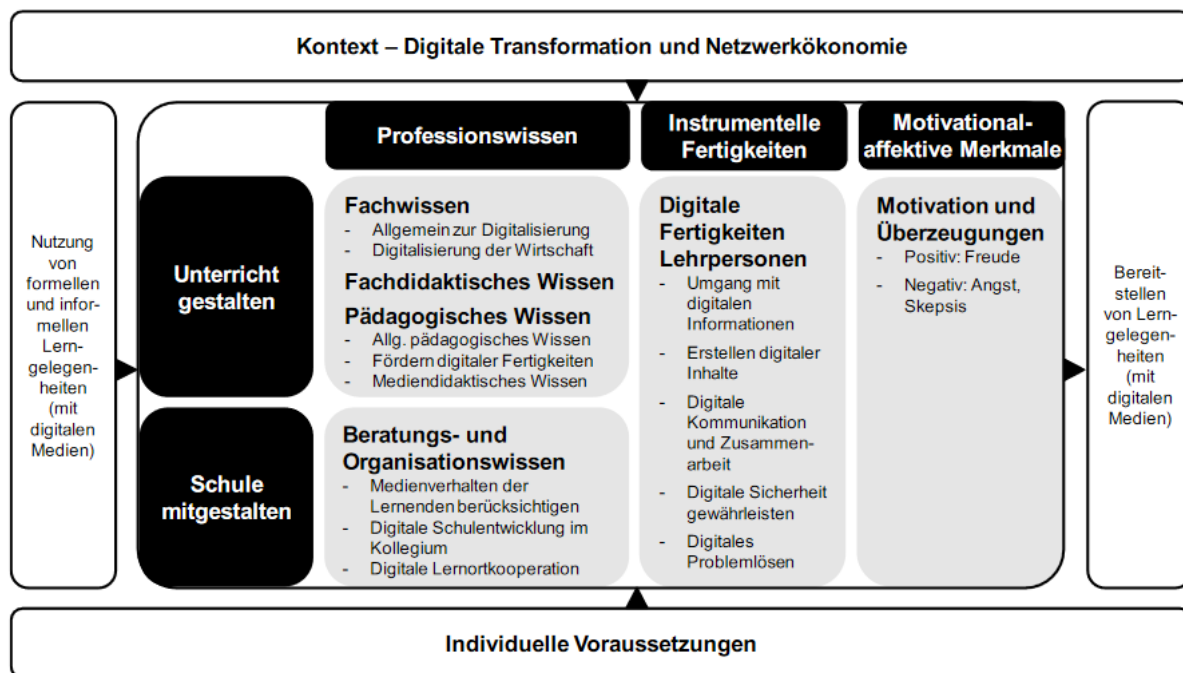 Kontext – Digitale Transformation und Netzwerkökonomie
Nutzung
von
formellen
und infor-
mellen
Lern-
gelegen-
heiten
(mit
digitalen
Medien)
Professionswissen
Instrumentelle
Fertigkeiten
Motivational-
affektive Merkmale
Unterricht
gestalten
Fachwissen
- Allgemein zur Digitalisierung
- Digitalisierung der Wirtschaft
Fachdidaktisches Wissen
Pädagogisches Wissen
- Allg. pädagogisches Wissen
- Fördern digitaler Fertigkeiten
- Mediendidaktisches Wissen
Schule
mitgestalten
Beratungs- und
Organisationswissen
- Medienverhalten der
Lernenden berücksichtigen
- Digitale Schulentwicklung im
Kollegium
- Digitale Lernortkooperation
Digitale
Fertigkeiten
Lehrpersonen
- Umgang mit
digitalen
Informationen
- Erstellen digitaler
Inhalte
- Digitale
Kommunikation
und Zusammen-
arbeit
- Digitale Sicherheit
gewährleisten
- Digitales
Problemlösen
Motivation und
Überzeugungen
- Positiv: Freude
- Negativ: Angst,
Skepsis
Bereit-
stellen
von Lern-
gelegen-
heiten
(mit
digitalen
Medien)
Individuelle Voraussetzungen